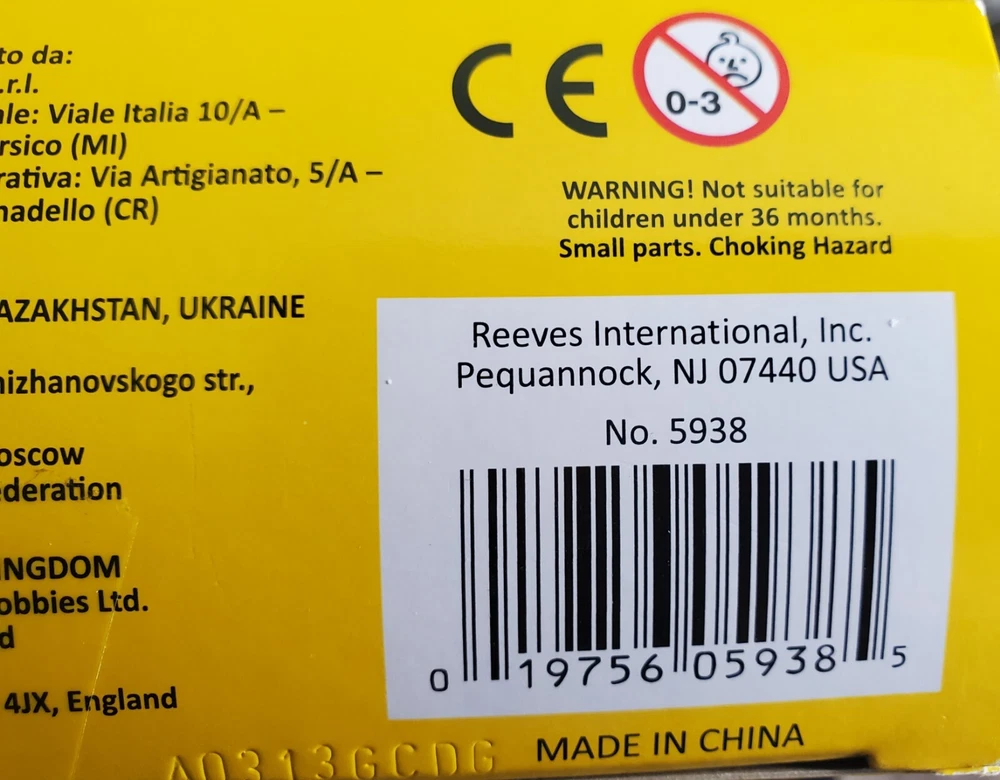 to da:
.r.l.
ale: Viale Italia 10/A –
rsico (MI)
rativa: Via Artigianato, 5/A –
nadello (CR)
AZAKHSTAN, UKRAINE
nizhanovskogo str.,
oscow
ederation
INGDOM
obbies Ltd.
d
4JX, England
CE
0-3
WARNING! Not suitable for
children under 36 months.
Small parts. Choking Hazard
Reeves International, Inc.
Pequannock, NJ 07440 USA
No. 5938
0 19756 05938 5
A0313GCDG
MADE IN CHINA